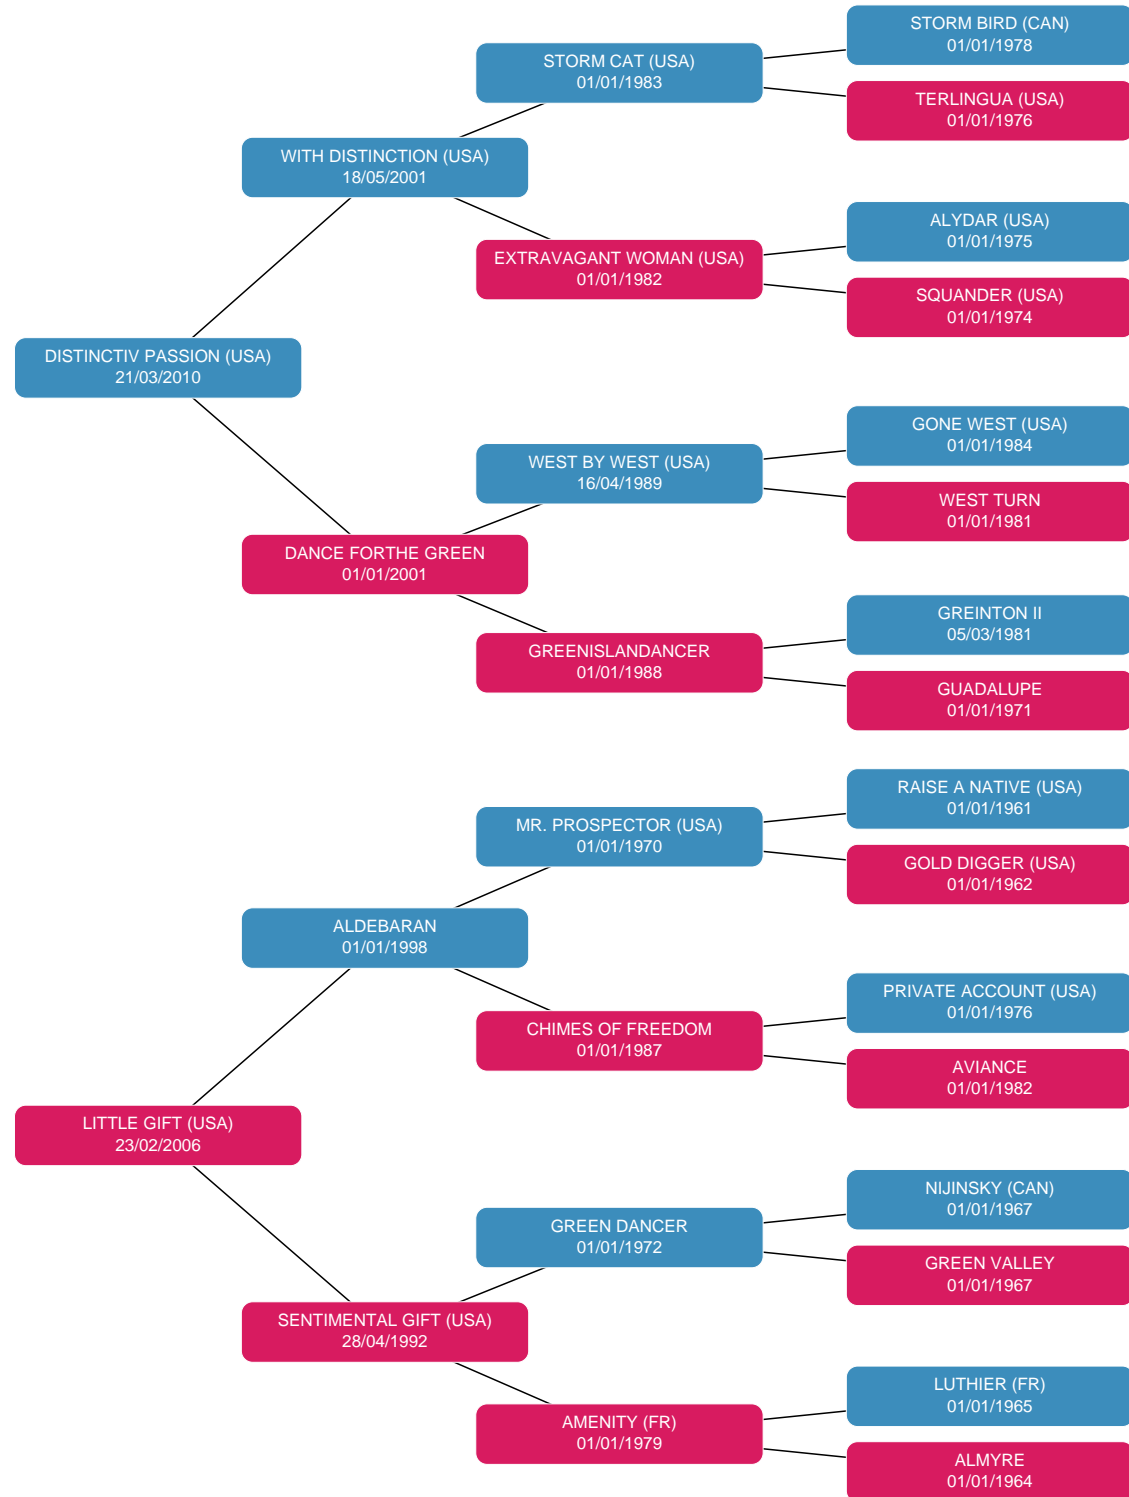 STORM BIRD (CAN)
01/01/1978
STORM CAT (USA)
01/01/1983
TERLINGUA (USA)
01/01/1976
WITH DISTINCTION (USA)
18/05/2001
ALYDAR (USA)
01/01/1975
EXTRAVAGANT WOMAN (USA)
01/01/1982
SQUANDER (USA)
01/01/1974
DISTINCTIV PASSION (USA)
21/03/2010
GONE WEST (USA)
01/01/1984
WEST BY WEST (USA)
16/04/1989
WEST TURN
01/01/1981
DANCE FORTHE GREEN
01/01/2001
GREINTON II
05/03/1981
GREENISLANDANCER
01/01/1988
GUADALUPE
01/01/1971
RAISE A NATIVE (USA)
01/01/1961
MR. PROSPECTOR (USA)
01/01/1970
GOLD DIGGER (USA)
01/01/1962
ALDEBARAN
01/01/1998
PRIVATE ACCOUNT (USA)
01/01/1976
CHIMES OF FREEDOM
01/01/1987
AVIANCE
01/01/1982
LITTLE GIFT (USA)
23/02/2006
NIJINSKY (CAN)
01/01/1967
GREEN DANCER
01/01/1972
GREEN VALLEY
01/01/1967
SENTIMENTAL GIFT (USA)
28/04/1992
LUTHIER (FR)
01/01/1965
AMENITY (FR)
01/01/1979
ALMYRE
01/01/1964